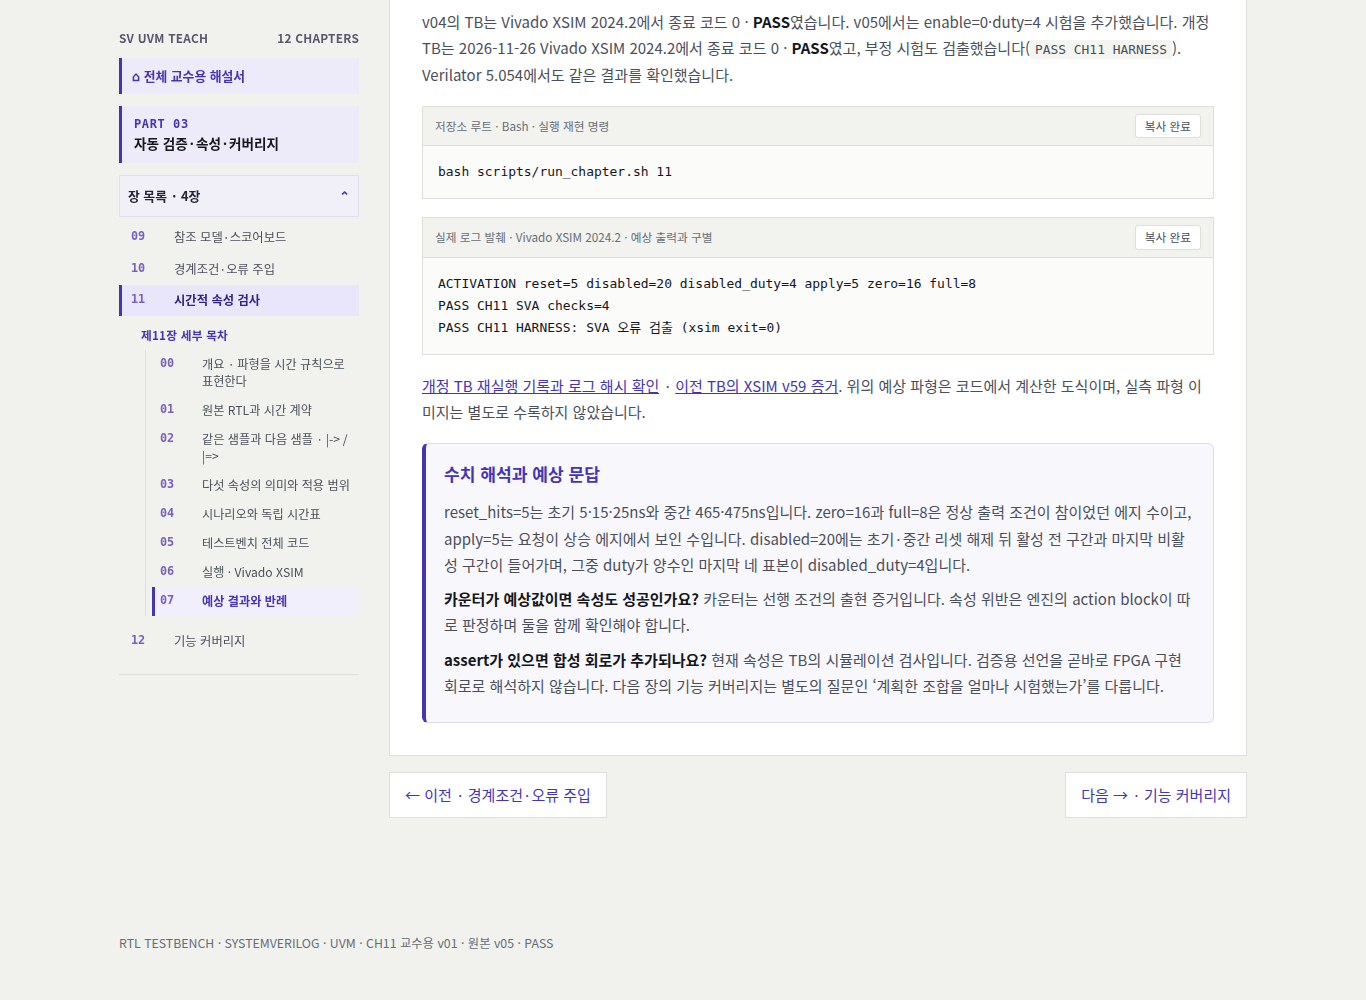 SV UVM TEACH
12 CHAPTERS
⌂ 전체 교수용 해설서
PART 03
자동 검증·속성·커버리지
장 목록 · 4장
09 참조 모델·스코어보드
10 경계조건·오류 주입
11 시간적 속성 검사
제11장 세부 목차
00 개요 · 파형을 시간 규칙으로
표현한다
01 원본 RTL과 시간 계약
02 같은 샘플과 다음 샘플 · |-> /
|=>
03 다섯 속성의 의미와 적용 범위
04 시나리오와 독립 시간표
05 테스트벤치 전체 코드
06 실행 · Vivado XSIM
07 예상 결과와 반례
12 기능 커버리지
v04의 TB는 Vivado XSIM 2024.2에서 종료 코드 0 · PASS였습니다. v05에서는 enable=0·duty=4 시험을 추가했습니다. 개정
TB는 2026-11-26 Vivado XSIM 2024.2에서 종료 코드 0 · PASS였고, 부정 시험도 검출했습니다( PASS CH11 HARNESS ).
Verilator 5.054에서도 같은 결과를 확인했습니다.
저장소 루트 · Bash · 실행 재현 명령
복사 완료
bash scripts/run_chapter.sh 11
실제 로그 발췌 · Vivado XSIM 2024.2 · 예상 출력과 구별
복사 완료
ACTIVATION reset=5 disabled=20 disabled_duty=4 apply=5 zero=16 full=8
PASS CH11 SVA checks=4
PASS CH11 HARNESS: SVA 오류 검출 (xsim exit=0)
개정 TB 재실행 기록과 로그 해시 확인 · 이전 TB의 XSIM v59 증거. 위의 예상 파형은 코드에서 계산한 도식이며, 실측 파형 이
미지는 별도로 수록하지 않았습니다.
수치 해석과 예상 문답
reset_hits=5는 초기 5·15·25ns와 중간 465·475ns입니다. zero=16과 full=8은 정상 출력 조건이 참이었던 에지 수이고,
apply=5는 요청이 상승 에지에서 보인 수입니다. disabled=20에는 초기·중간 리셋 해제 뒤 활성 전 구간과 마지막 비활
성 구간이 들어가며, 그중 duty가 양수인 마지막 네 표본이 disabled_duty=4입니다.
카운터가 예상값이면 속성도 성공인가요? 카운터는 선행 조건의 출현 증거입니다. 속성 위반은 엔진의 action block이 따
로 판정하며 둘을 함께 확인해야 합니다.
assert가 있으면 합성 회로가 추가되나요? 현재 속성은 TB의 시뮬레이션 검사입니다. 검증용 선언을 곧바로 FPGA 구현
회로로 해석하지 않습니다. 다음 장의 기능 커버리지는 별도의 질문인 ‘계획한 조합을 얼마나 시험했는가’를 다룹니다.
← 이전 · 경계조건·오류 주입
다음 → · 기능 커버리지
RTL TESTBENCH · SYSTEMVERILOG · UVM · CH11 교수용 v01 · 원본 v05 · PASS